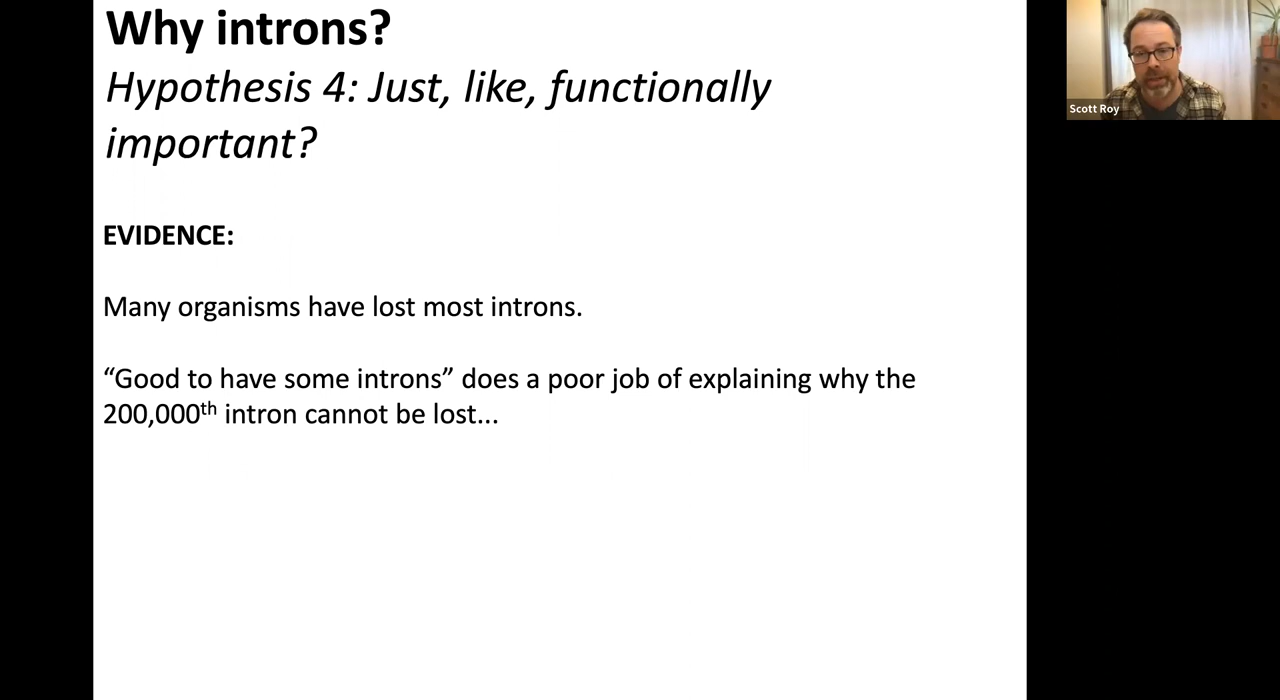 Why introns?
Hypothesis 4: Just, like, functionally
important?
EVIDENCE:
Many organisms have lost most introns.
“Good to have some introns” does a poor job of explaining why the
200,000th intron cannot be lost...
Scott Roy